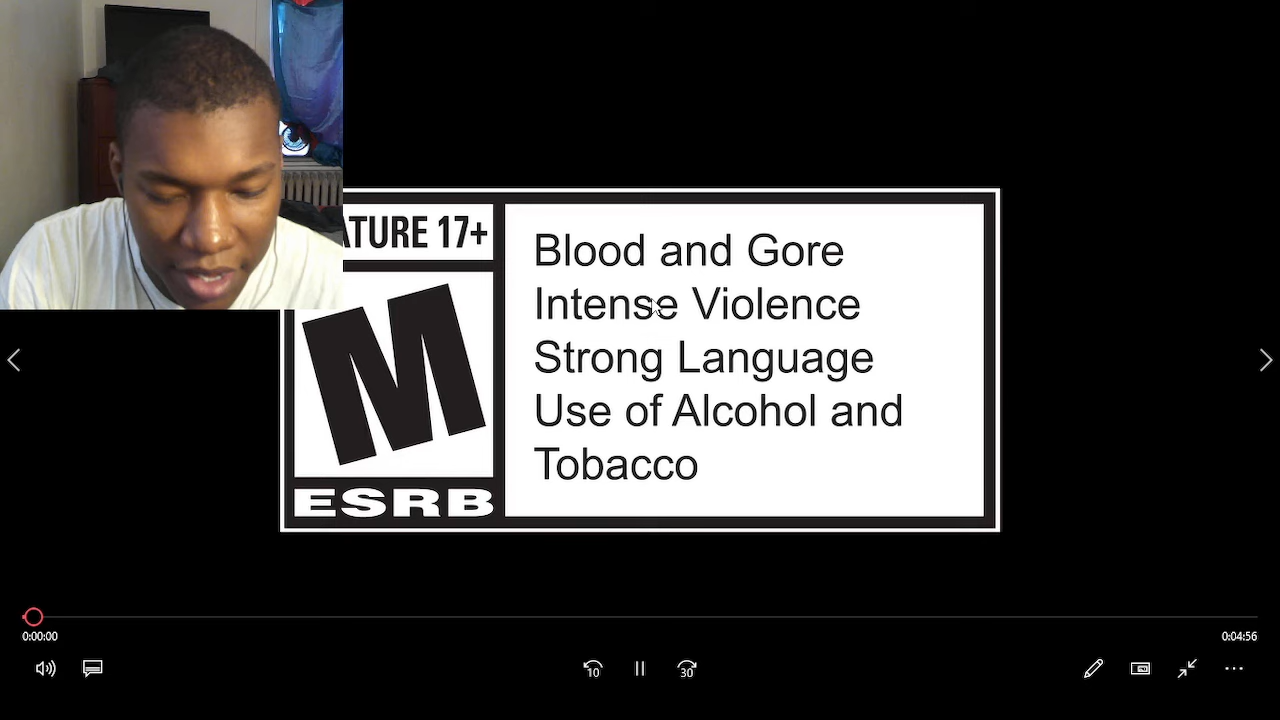 ATURE 17+
Blood and Gore
Intense Violence
Strong Language
Use of Alcohol and
Tobacco
M
ESRB
0:00:00
0:04:56
10
30